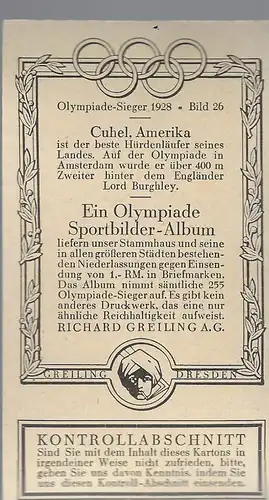 Olympiade-Sieger 1928 • Bild 26
Cuhel, Amerika
ist der beste Hürdenläufer seines
Landes. Auf der Olympiade in
Amsterdam wurde er über 400 m
Zweiter hinter dem Engländer
Lord Burghley.
Ein Olympiade
Sportbilder-Album
liefern unser Stammhaus und seine
in allen größeren Städten bestehen-
den Niederlassungen gegen Einsen-
dung von 1.- RM. in Briefmarken.
Das Album nimmt sämtliche 255
Olympiade-Sieger auf. Es gibt kein
anderes Druckwerk, das eine nur
ähnliche Reichhaltigkeit aufweist.
RICHARD GREILING A.G.
GREILING DRESDEN
KONTROLLABSCHNITT
Sind Sie mit dem Inhalt dieses Kartons in
irgendeiner Weise nicht zufrieden, bitte,
geben Sie uns davon Kenntnis, indem Sie
uns diesen Kontroll-Abschnitt einsenden.